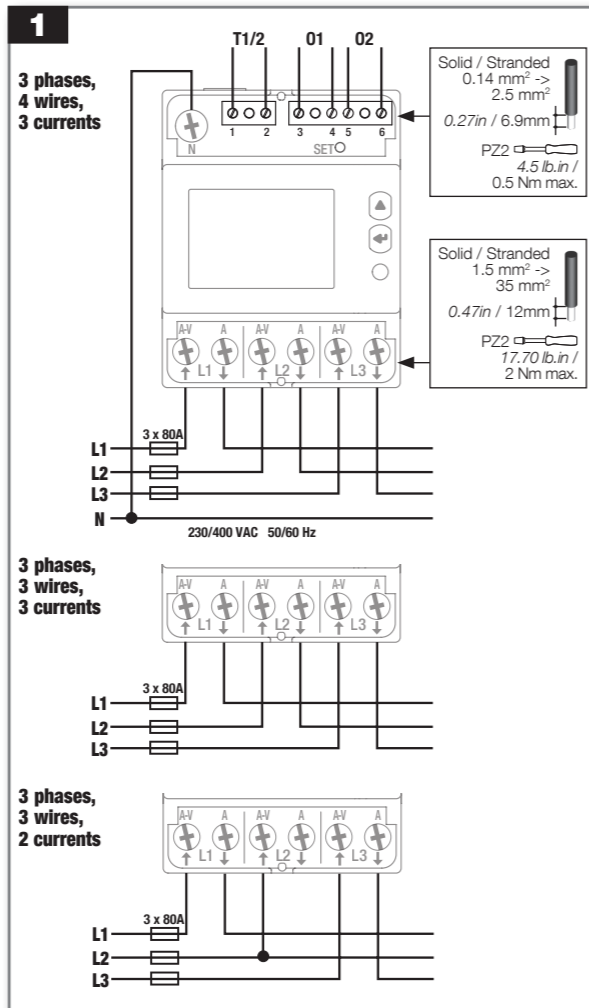 1
3 phases,
4 wires,
3 currents
T1/2 O1 O2
N
1 2 3 4 5 6
SET
Solid / Stranded
0.14 mm² ->
2.5 mm²
0.27in / 6.9mm
PZ2
4.5 lb.in /
0.5 Nm max.
Solid / Stranded
1.5 mm² ->
35 mm²
0.47in / 12mm
PZ2
17.70 lb.in /
2 Nm max.
A-V A A-V A A-V A
L1 L2 L3
3 x 80A
L1
L2
L3
N
230/400 VAC 50/60 Hz
3 phases,
3 wires,
3 currents
A-V A A-V A A-V A
L1 L2 L3
3 x 80A
L1
L2
L3
3 phases,
3 wires,
2 currents
A-V A A-V A A-V A
L1 L2 L3
3 x 80A
L1
L2
L3